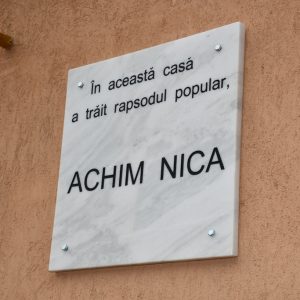 În această casă
a trăit rapsodul popular,
ACHIM NICA